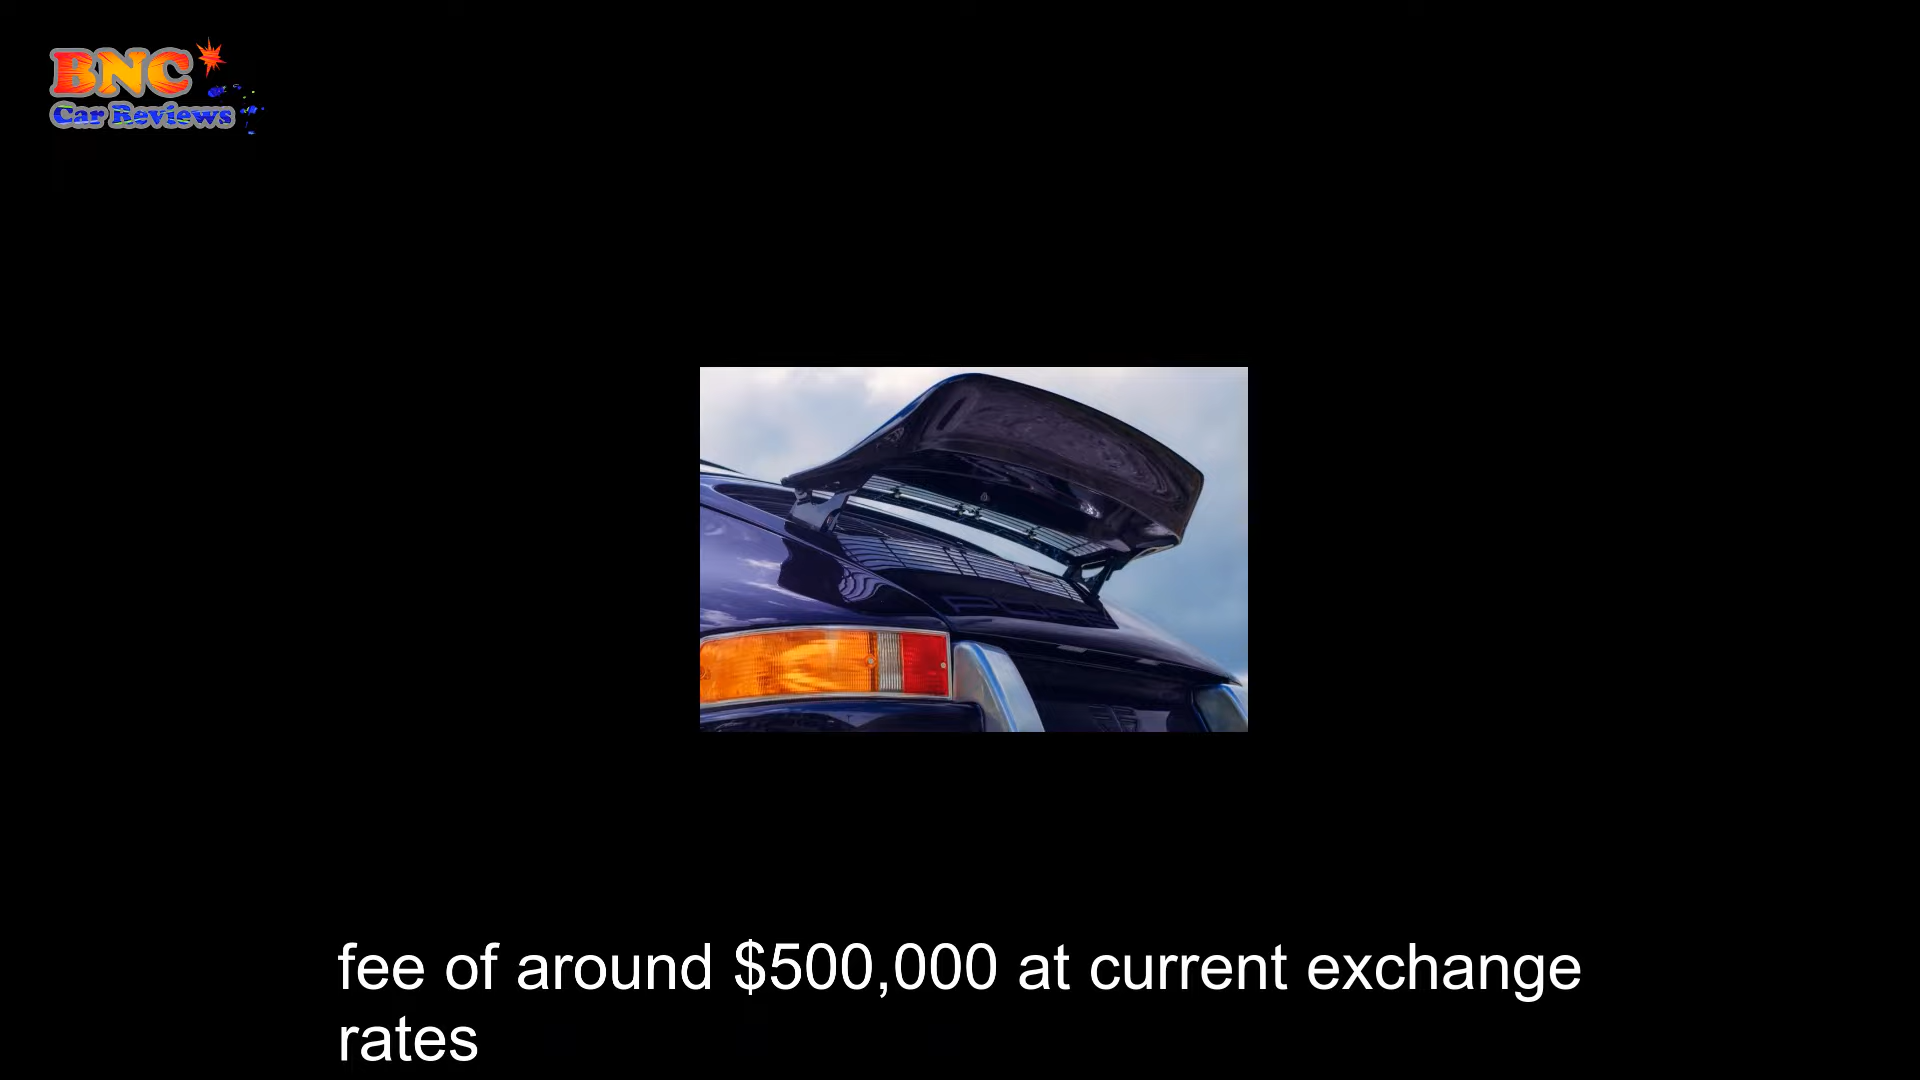 BNC
Car Reviews
fee of around $500,000 at current exchange
rates